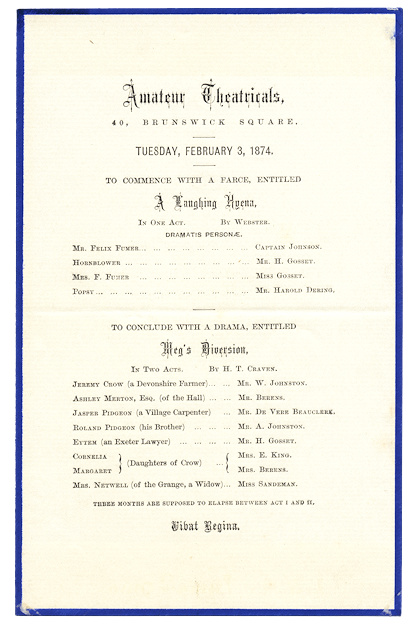 Amateur Theatricals,
40, BRUNSWICK SQUARE.
TUESDAY, FEBRUARY 3, 1874.
TO COMMENCE WITH A FARCE, ENTITLED
A Laughing Hyena,
IN ONE ACT. BY WEBSTER.
DRAMATIS PERSONÆ.
MR. FELIX FUMER... ... ... ... ... ... ... CAPTAIN JOHNSON.
HORNBLOWER ... ... ... ... ... ... ... MR. H. GOSSET.
MRS. F. FUMER ... ... ... ... ... ... ... MISS GOSSET.
POPSY... ... ... ... ... ... ... ... ... MR. HAROLD DERING.
TO CONCLUDE WITH A DRAMA, ENTITLED
Meg's Diversion,
IN TWO ACTS. BY H. T. CRAVEN.
JEREMY CROW (a Devonshire Farmer)... ... MR. W. JOHNSTON.
ASHLEY MERTON, ESQ. (of the Hall) ... ... MR. BERENS.
JASPER PIDGEON (a Village Carpenter) ... MR. DE VERE BEAUCLERK.
ROLAND PIDGEON (his Brother) ... ... ... MR. A. JOHNSTON.
EYTEM (an Exeter Lawyer) ... ... ... ... MR. H. GOSSET.
CORNELIA MRS. E. KING.
} (Daughters of Crow) ... {
MARGARET MRS. BERENS.
MRS. NETWELL (of the Grange, a Widow)... MISS SANDEMAN.
THREE MONTHS ARE SUPPOSED TO ELAPSE BETWEEN ACT I AND II.
Vibat Regina.